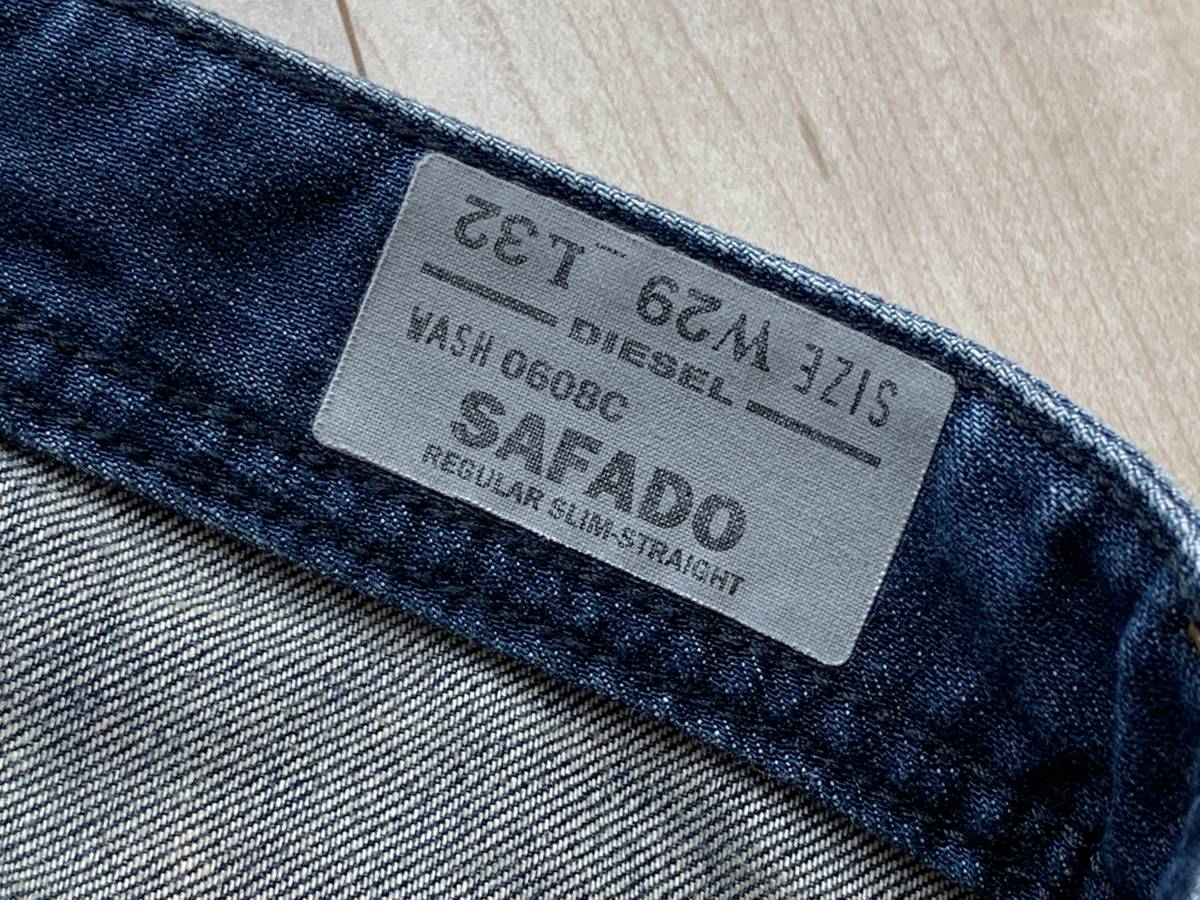 SIZE W29 L32
DIESEL
WASH 0608C
SAFADO
REGULAR SLIM-STRAIGHT